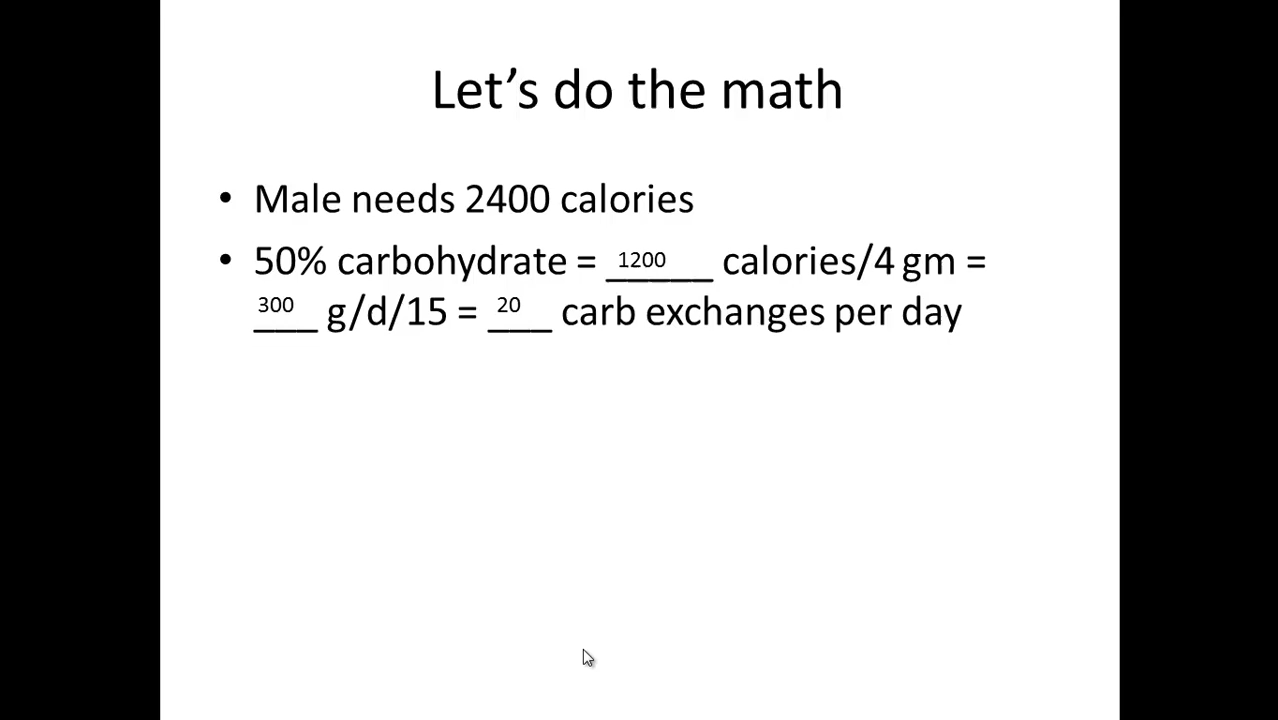 Let's do the math
• Male needs 2400 calories
• 50% carbohydrate = 1200 calories/4 gm =
300 g/d/15 = 20 carb exchanges per day